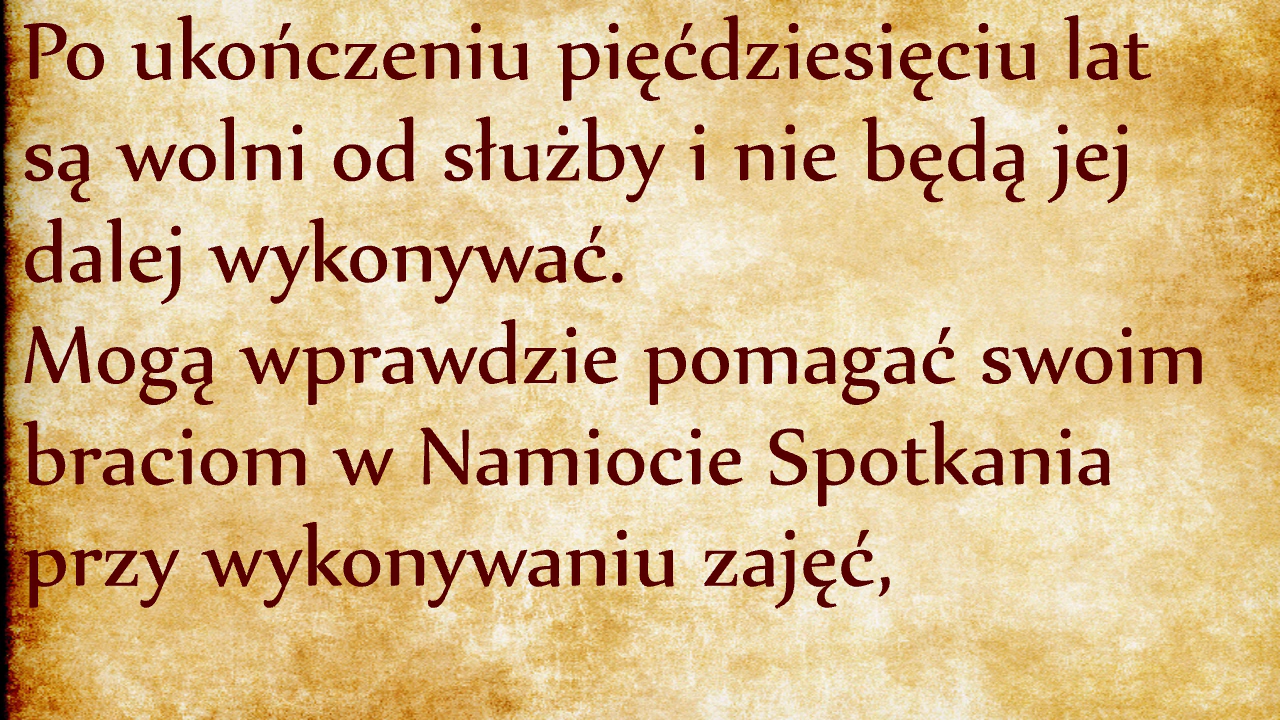 Po ukończeniu pięćdziesięciu lat
są wolni od służby i nie będą jej
dalej wykonywać.
Mogą wprawdzie pomagać swoim
braciom w Namiocie Spotkania
przy wykonywaniu zajęć,